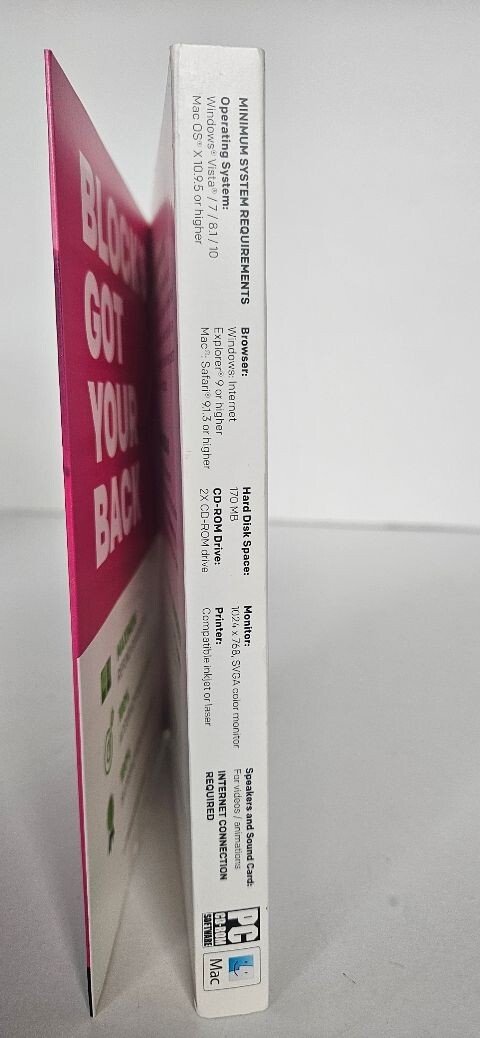 BLOCK
GOT
YOUR
BACK
MINIMUM SYSTEM REQUIREMENTS
Operating System:
Windows® Vista® / 7 / 8.1 / 10
Mac OS® X 10.9.5 or higher
Browser:
Windows: Internet
Explorer® 9 or higher
Mac®: Safari® 9.1.3 or higher
Hard Disk Space:
170 MB
CD-ROM Drive:
2X CD-ROM drive
Monitor:
1024 x 768, SVGA color monitor
Printer:
Compatible inkjet or laser
Speakers and Sound Card:
For videos / animations
INTERNET CONNECTION
REQUIRED
PC
CD-ROM
SOFTWARE
Mac